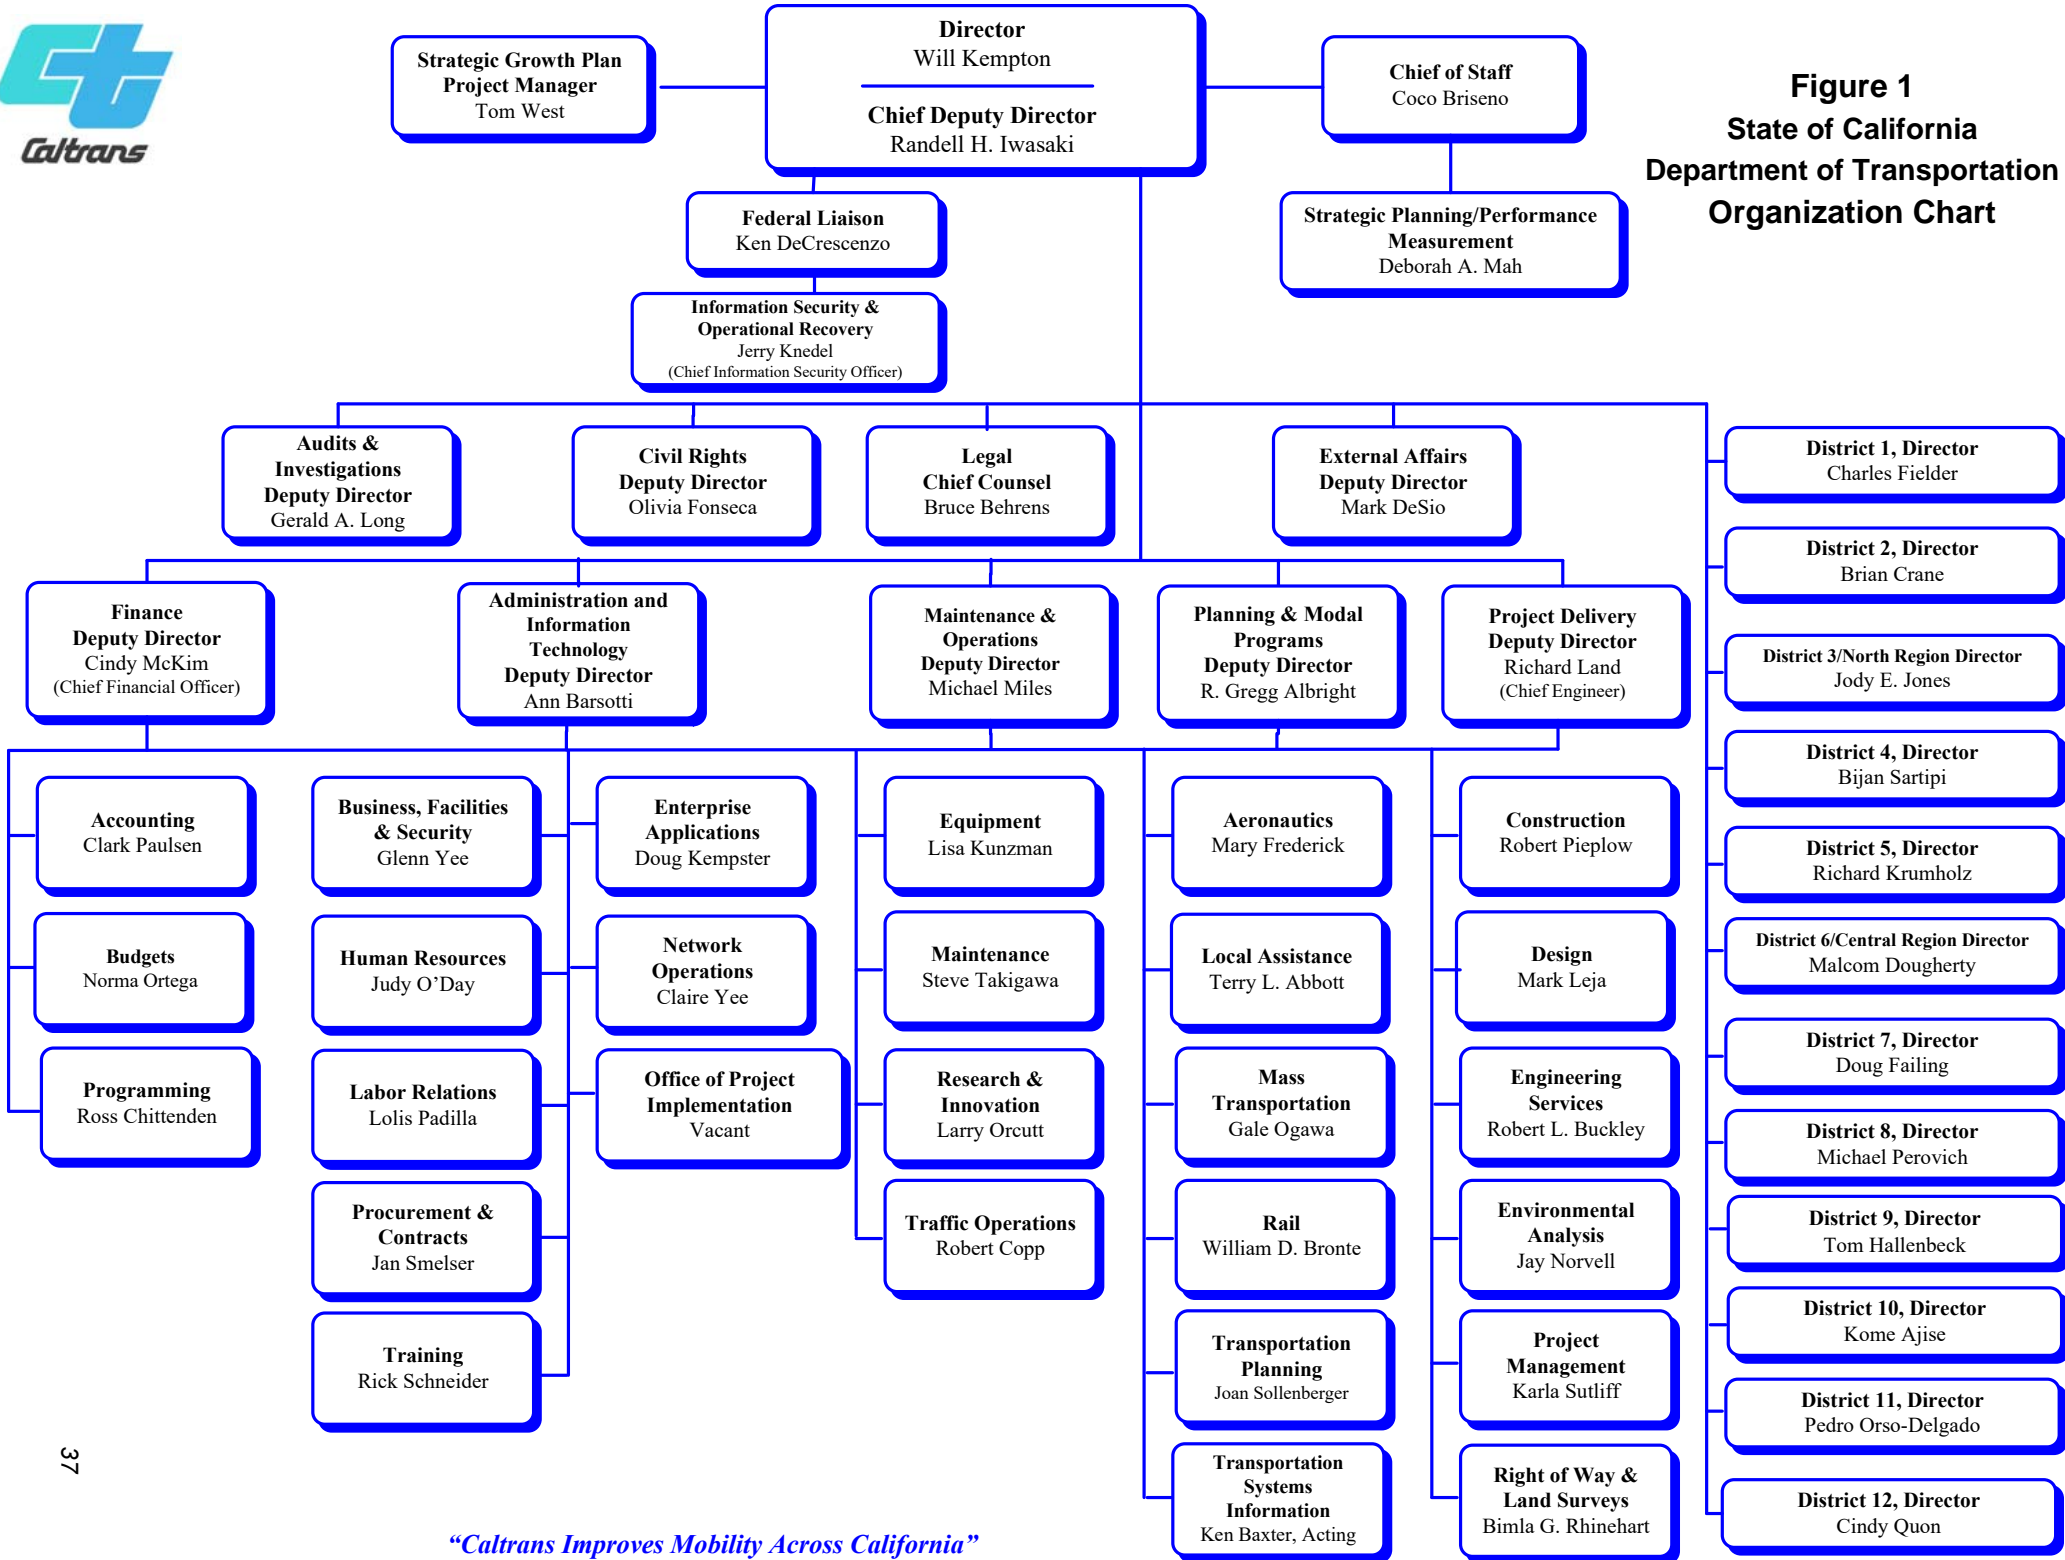 Caltrans
Figure 1
State of California
Department of Transportation
Organization Chart
Director
Will Kempton
Chief Deputy Director
Randell H. Iwasaki
Strategic Growth Plan
Project Manager
Tom West
Chief of Staff
Coco Briseno
Strategic Planning/Performance
Measurement
Deborah A. Mah
Federal Liaison
Ken DeCrescenzo
Information Security &
Operational Recovery
Jerry Knedel
(Chief Information Security Officer)
Audits &
Investigations
Deputy Director
Gerald A. Long
Civil Rights
Deputy Director
Olivia Fonseca
Legal
Chief Counsel
Bruce Behrens
External Affairs
Deputy Director
Mark DeSio
Finance
Deputy Director
Cindy McKim
(Chief Financial Officer)
Administration and
Information
Technology
Deputy Director
Ann Barsotti
Maintenance &
Operations
Deputy Director
Michael Miles
Planning & Modal
Programs
Deputy Director
R. Gregg Albright
Project Delivery
Deputy Director
Richard Land
(Chief Engineer)
Accounting
Clark Paulsen
Budgets
Norma Ortega
Programming
Ross Chittenden
Business, Facilities
& Security
Glenn Yee
Human Resources
Judy O’Day
Labor Relations
Lolis Padilla
Procurement &
Contracts
Jan Smelser
Training
Rick Schneider
Enterprise
Applications
Doug Kempster
Network
Operations
Claire Yee
Office of Project
Implementation
Vacant
Equipment
Lisa Kunzman
Maintenance
Steve Takigawa
Research &
Innovation
Larry Orcutt
Traffic Operations
Robert Copp
Aeronautics
Mary Frederick
Local Assistance
Terry L. Abbott
Mass
Transportation
Gale Ogawa
Rail
William D. Bronte
Transportation
Planning
Joan Sollenberger
Transportation
Systems
Information
Ken Baxter, Acting
Construction
Robert Pieplow
Design
Mark Leja
Engineering
Services
Robert L. Buckley
Environmental
Analysis
Jay Norvell
Project
Management
Karla Sutliff
Right of Way &
Land Surveys
Bimla G. Rhinehart
District 1, Director
Charles Fielder
District 2, Director
Brian Crane
District 3/North Region Director
Jody E. Jones
District 4, Director
Bijan Sartipi
District 5, Director
Richard Krumholz
District 6/Central Region Director
Malcom Dougherty
District 7, Director
Doug Failing
District 8, Director
Michael Perovich
District 9, Director
Tom Hallenbeck
District 10, Director
Kome Ajise
District 11, Director
Pedro Orso-Delgado
District 12, Director
Cindy Quon
37
“Caltrans Improves Mobility Across California”